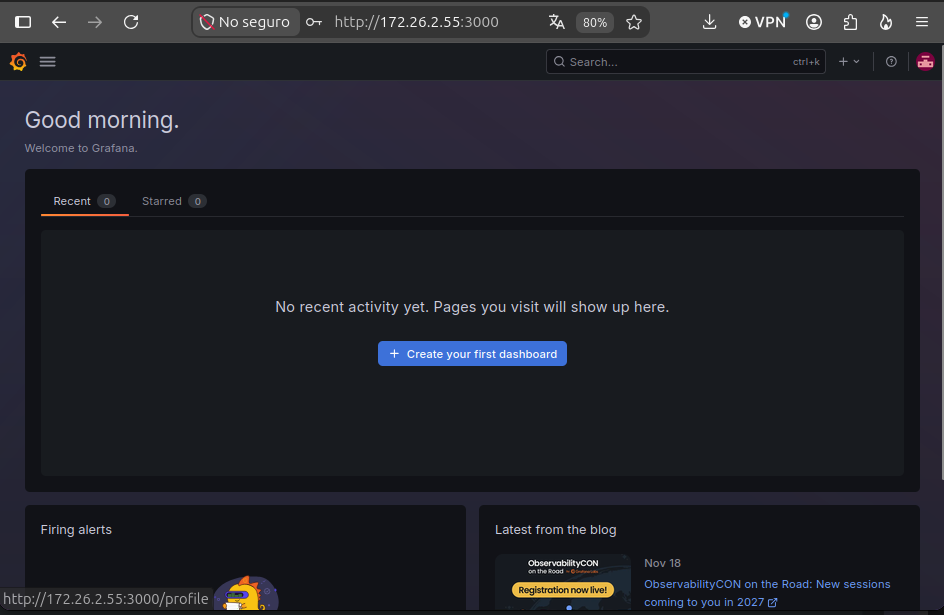 No seguro
http://172.26.2.55:3000
80%
VPN
Search...
ctrl+k
Good morning.
Welcome to Grafana.
Recent 0
Starred 0
No recent activity yet. Pages you visit will show up here.
+ Create your first dashboard
Firing alerts
Latest from the blog
ObservabilityCON
on the Road
Registration now live!
Nov 18
ObservabilityCON on the Road: New sessions
coming to you in 2027
http://172.26.2.55:3000/profile